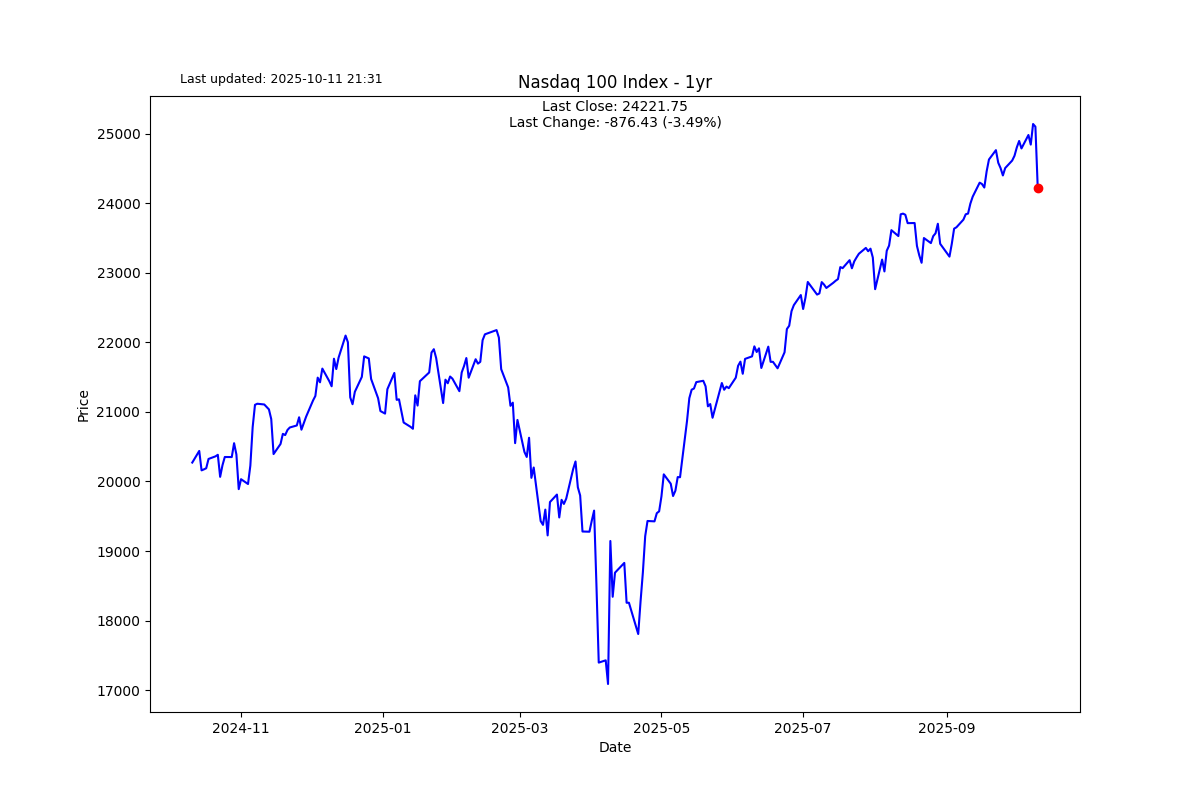 Last updated: 2025-10-11 21:31
Nasdaq 100 Index - 1yr
Last Close: 24221.75
Last Change: -876.43 (-3.49%)
Price
25000
24000
23000
22000
21000
20000
19000
18000
17000
2024-11 2025-01 2025-03 2025-05 2025-07 2025-09
Date